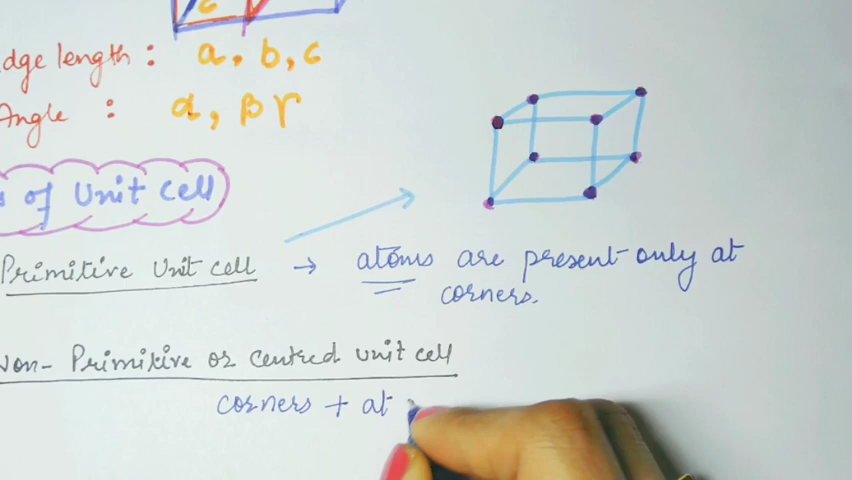 c
dge length : a, b, c
Angle : α, β γ
s of Unit cell
Primitive Unit cell → atoms are present only at
corners.
Non- Primitive or centred unit cell
corners + at